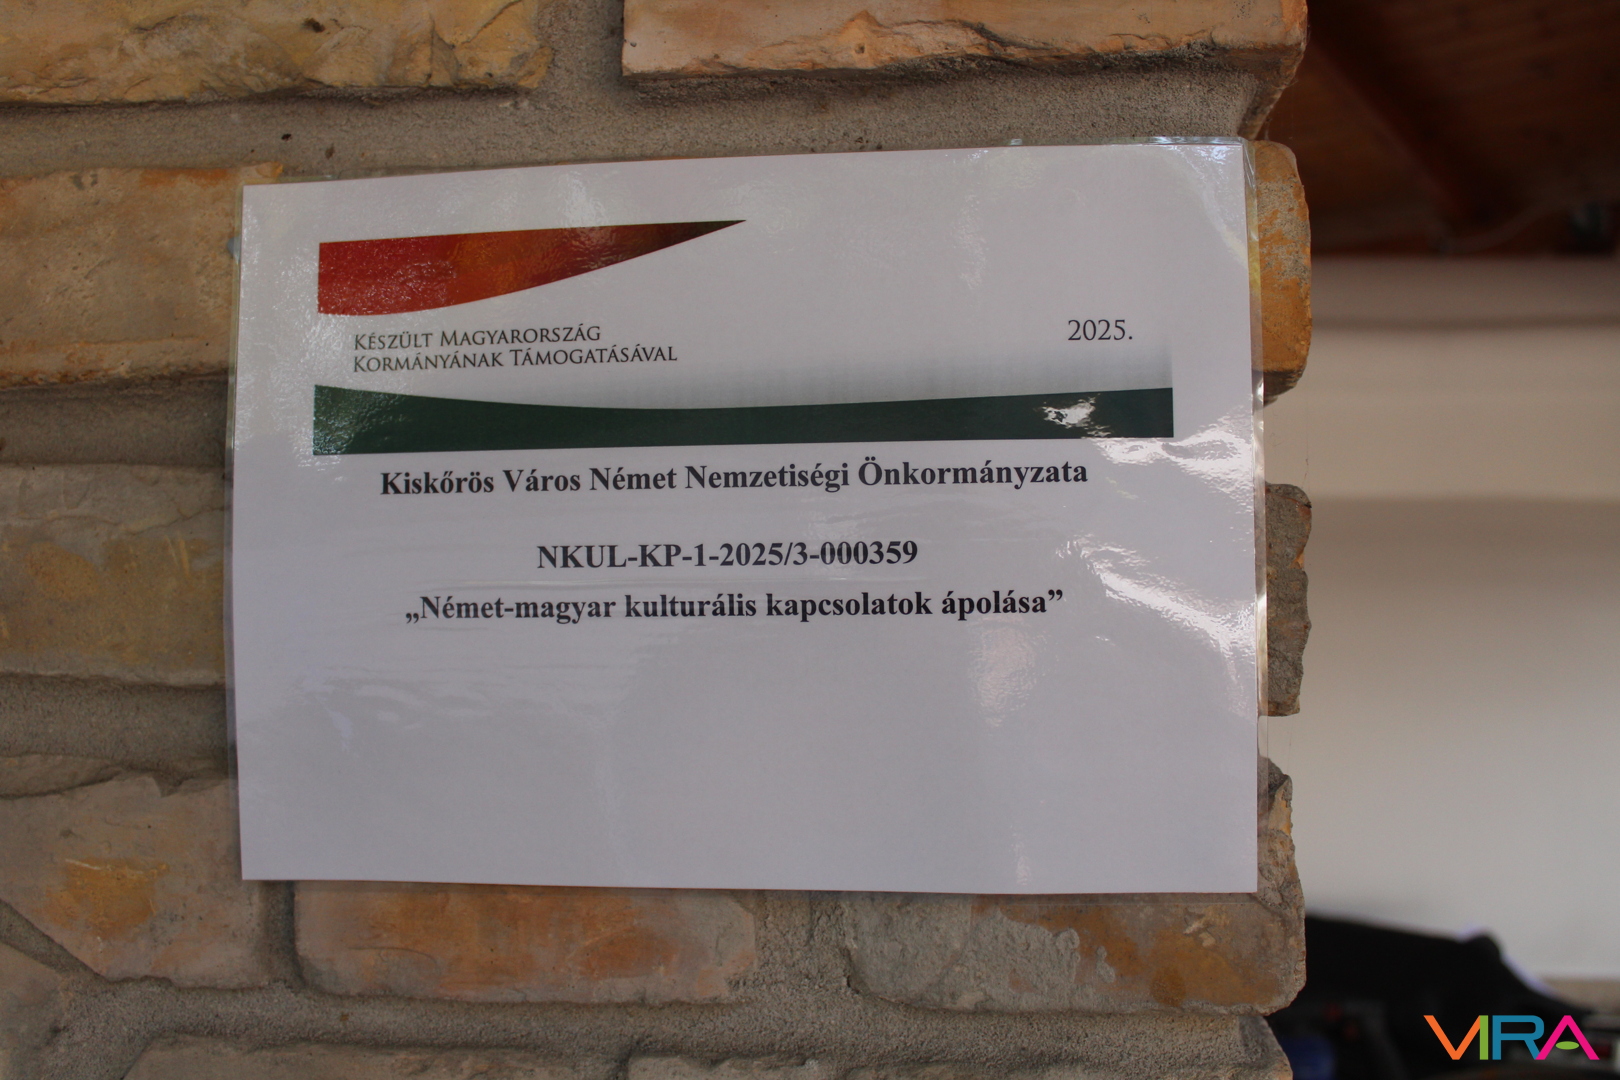 KÉSZÜLT MAGYARORSZÁG
KORMÁNYÁNAK TÁMOGATÁSÁVAL
2025.
Kiskőrös Város Német Nemzetiségi Önkormányzata
NKUL-KP-1-2025/3-000359
„Német-magyar kulturális kapcsolatok ápolása”
VIRA